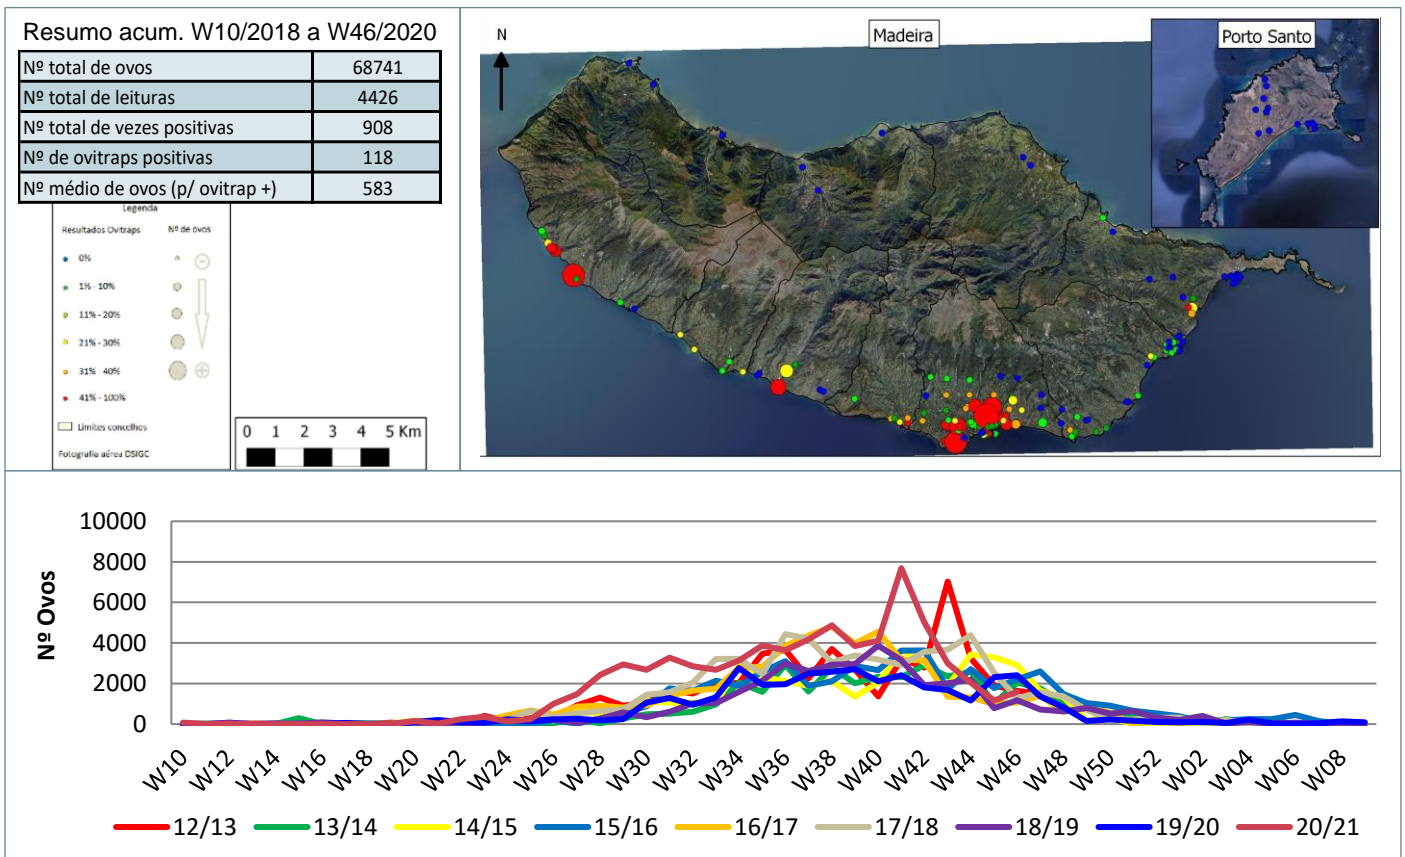 Resumo acum. W10/2018 a W46/2020
Nº total de ovos 68741
Nº total de leituras 4426
Nº total de vezes positivas 908
Nº de ovitraps positivas 118
Nº médio de ovos (p/ ovitrap +) 583
Legenda
Resultados Ovitraps Nº de ovos
0%
1% - 10%
11% - 20%
21% - 30%
31% - 40%
41% - 100%
Limites concelhos
Fotografia aérea DSIGC
0 1 2 3 4 5 Km
N
Madeira
Porto Santo
Nº Ovos
10000
8000
6000
4000
2000
0
W10 W12 W14 W16 W18 W20 W22 W24 W26 W28 W30 W32 W34 W36 W38 W40 W42 W44 W46 W48 W50 W52 W02 W04 W06 W08
12/13 13/14 14/15 15/16 16/17 17/18 18/19 19/20 20/21